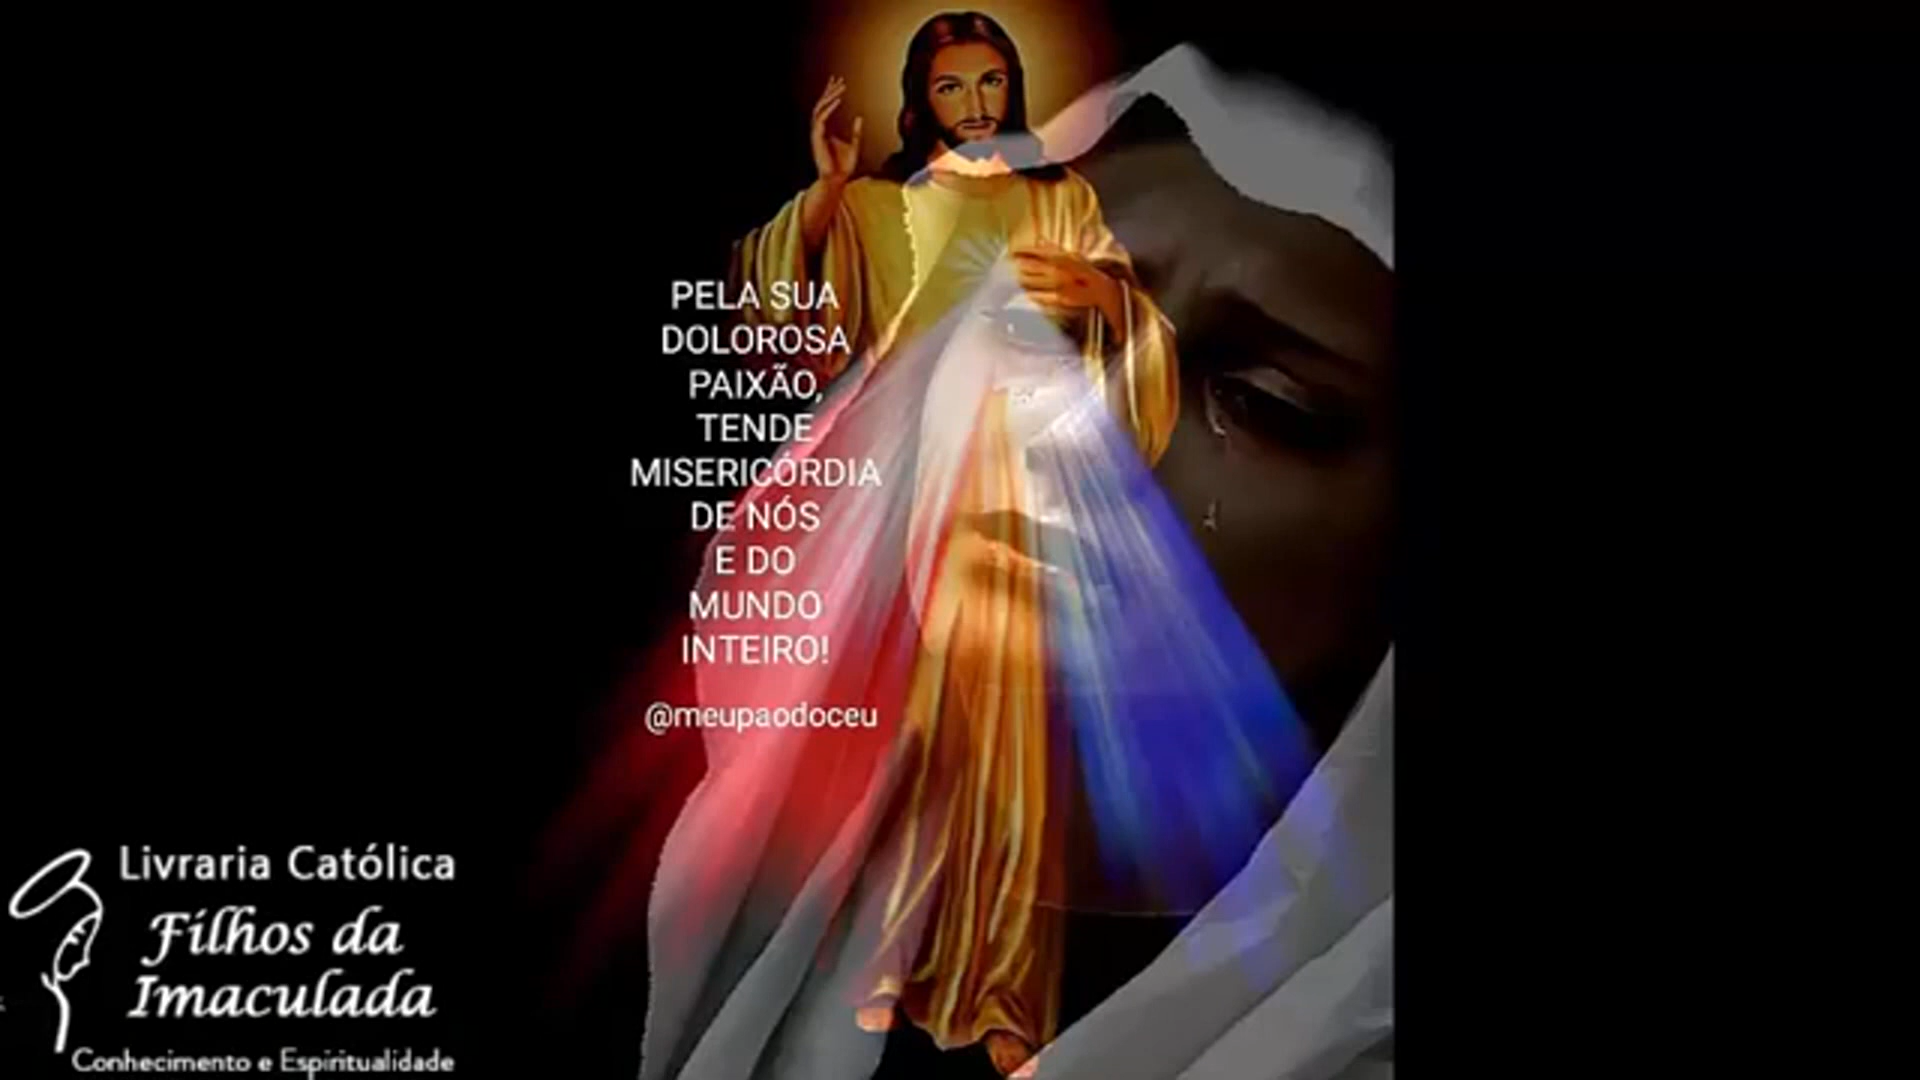 PELA SUA
DOLOROSA
PAIXÃO,
TENDE
MISERICÓRDIA
DE NÓS
E DO
MUNDO
INTEIRO!
@meupaodoceu
Livraria Católica
Filhos da
Imaculada
Conhecimento e Espiritualidade